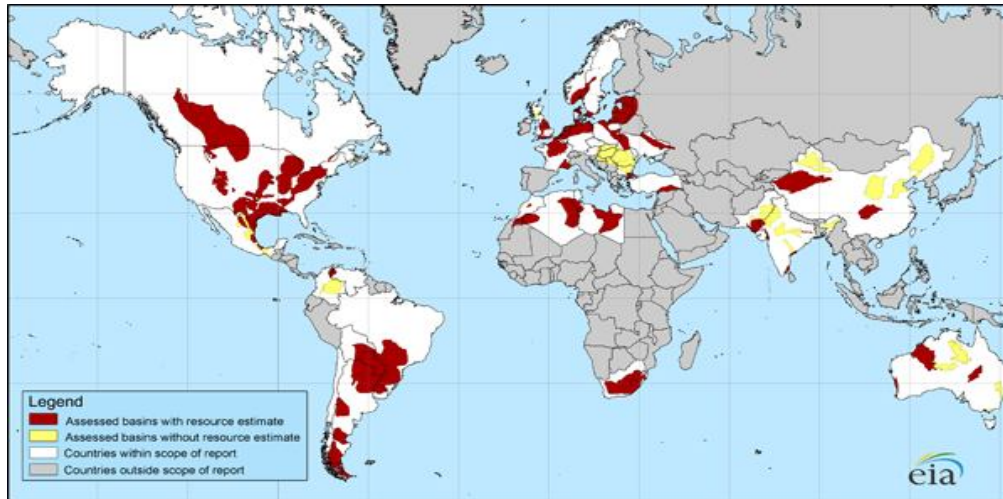 Legend
Assessed basins with resource estimate
Assessed basins without resource estimate
Countries within scope of report
Countries outside scope of report
eia